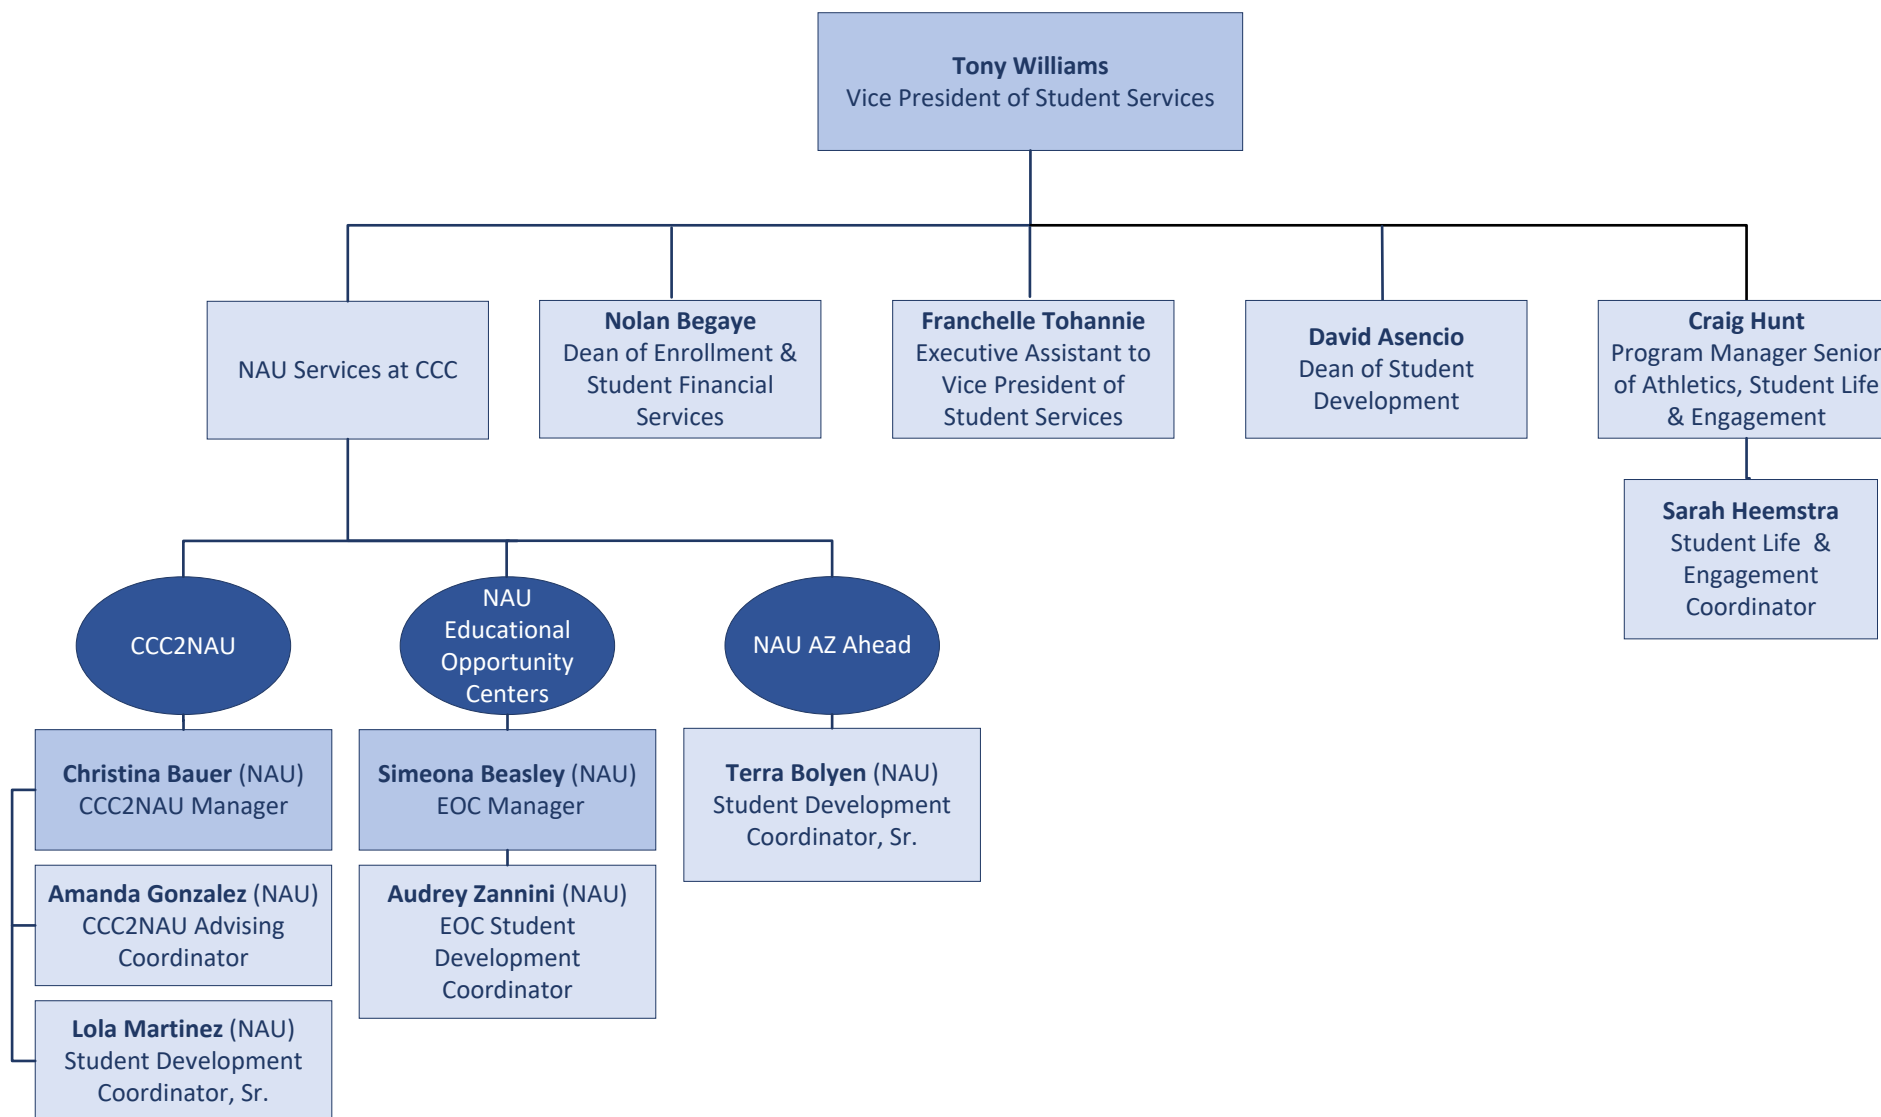 Tony Williams
Vice President of Student Services
NAU Services at CCC
Nolan Begaye
Dean of Enrollment &
Student Financial
Services
Franchelle Tohannie
Executive Assistant to
Vice President of
Student Services
David Asencio
Dean of Student
Development
Craig Hunt
Program Manager Senior
of Athletics, Student Life
& Engagement
Sarah Heemstra
Student Life &
Engagement
Coordinator
CCC2NAU
NAU
Educational
Opportunity
Centers
NAU AZ Ahead
Christina Bauer (NAU)
CCC2NAU Manager
Simeona Beasley (NAU)
EOC Manager
Terra Bolyen (NAU)
Student Development
Coordinator, Sr.
Amanda Gonzalez (NAU)
CCC2NAU Advising
Coordinator
Audrey Zannini (NAU)
EOC Student
Development
Coordinator
Lola Martinez (NAU)
Student Development
Coordinator, Sr.